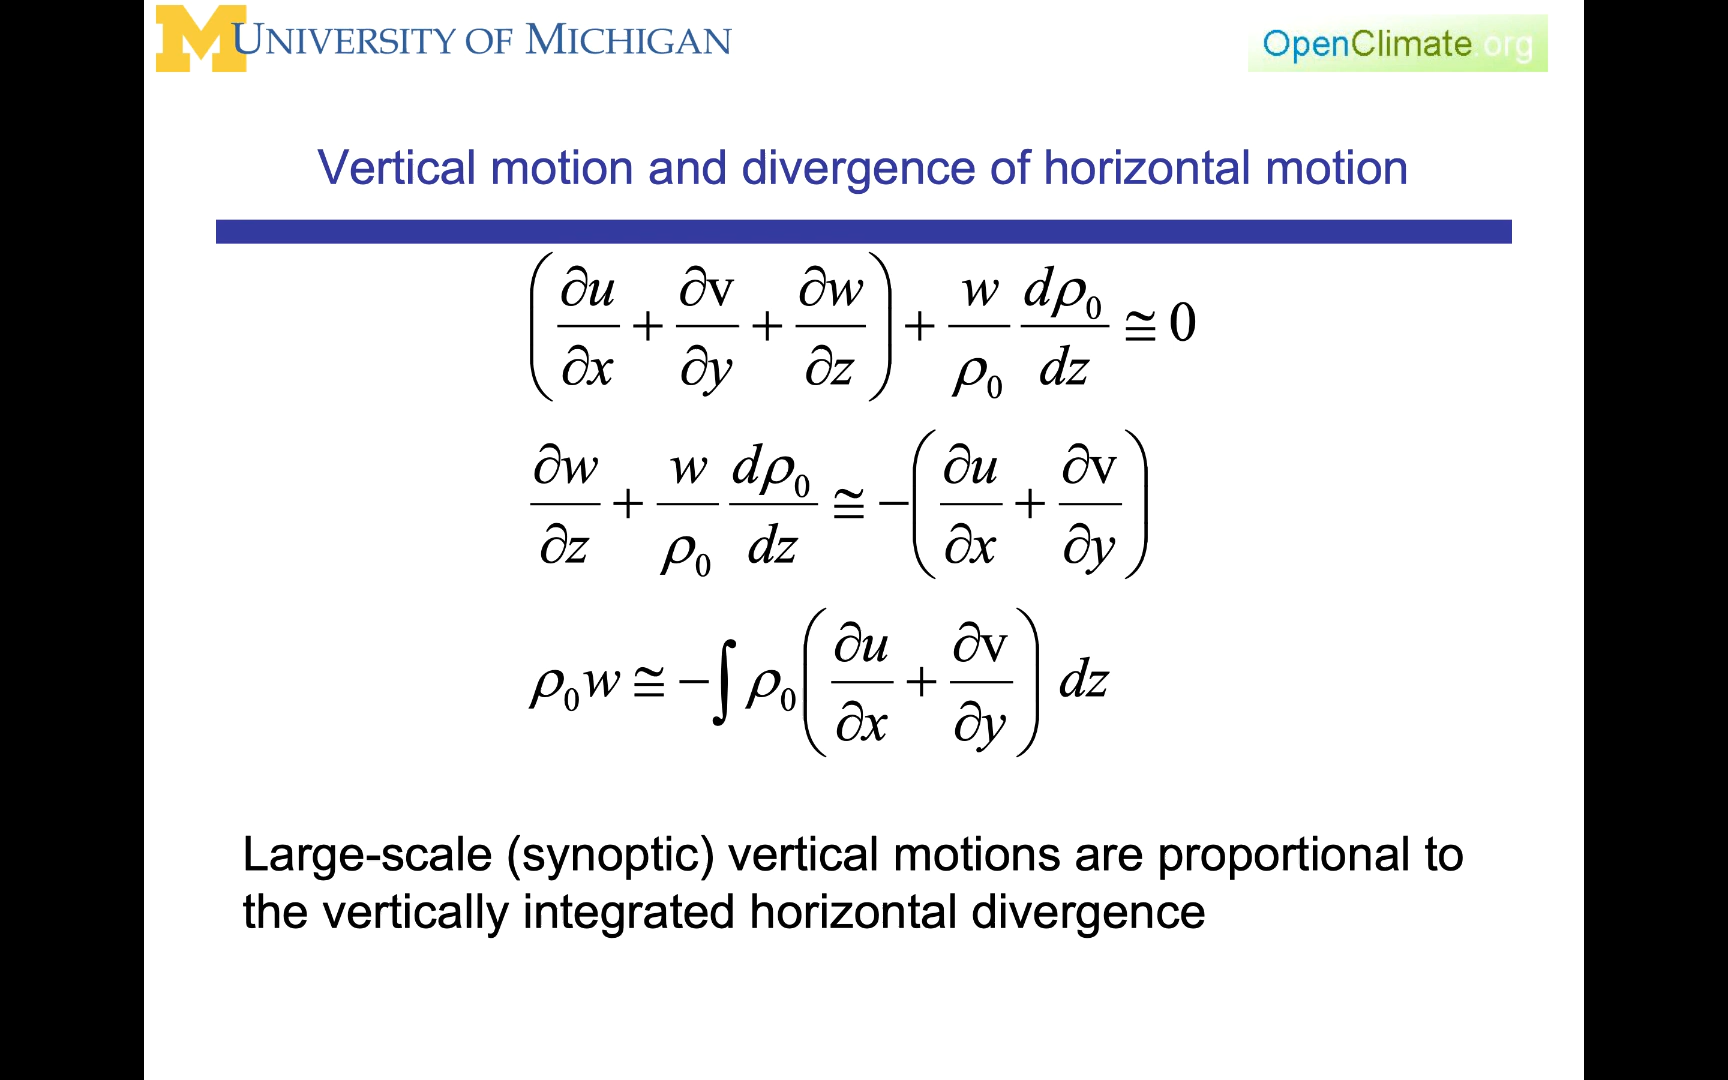 M UNIVERSITY OF MICHIGAN
OpenClimate.org
Vertical motion and divergence of horizontal motion
(∂u/∂x + ∂v/∂y + ∂w/∂z) + w/ρ₀ dρ₀/dz ≅ 0
∂w/∂z + w/ρ₀ dρ₀/dz ≅ −(∂u/∂x + ∂v/∂y)
ρ₀w ≅ −∫ρ₀(∂u/∂x + ∂v/∂y) dz
Large-scale (synoptic) vertical motions are proportional to
the vertically integrated horizontal divergence